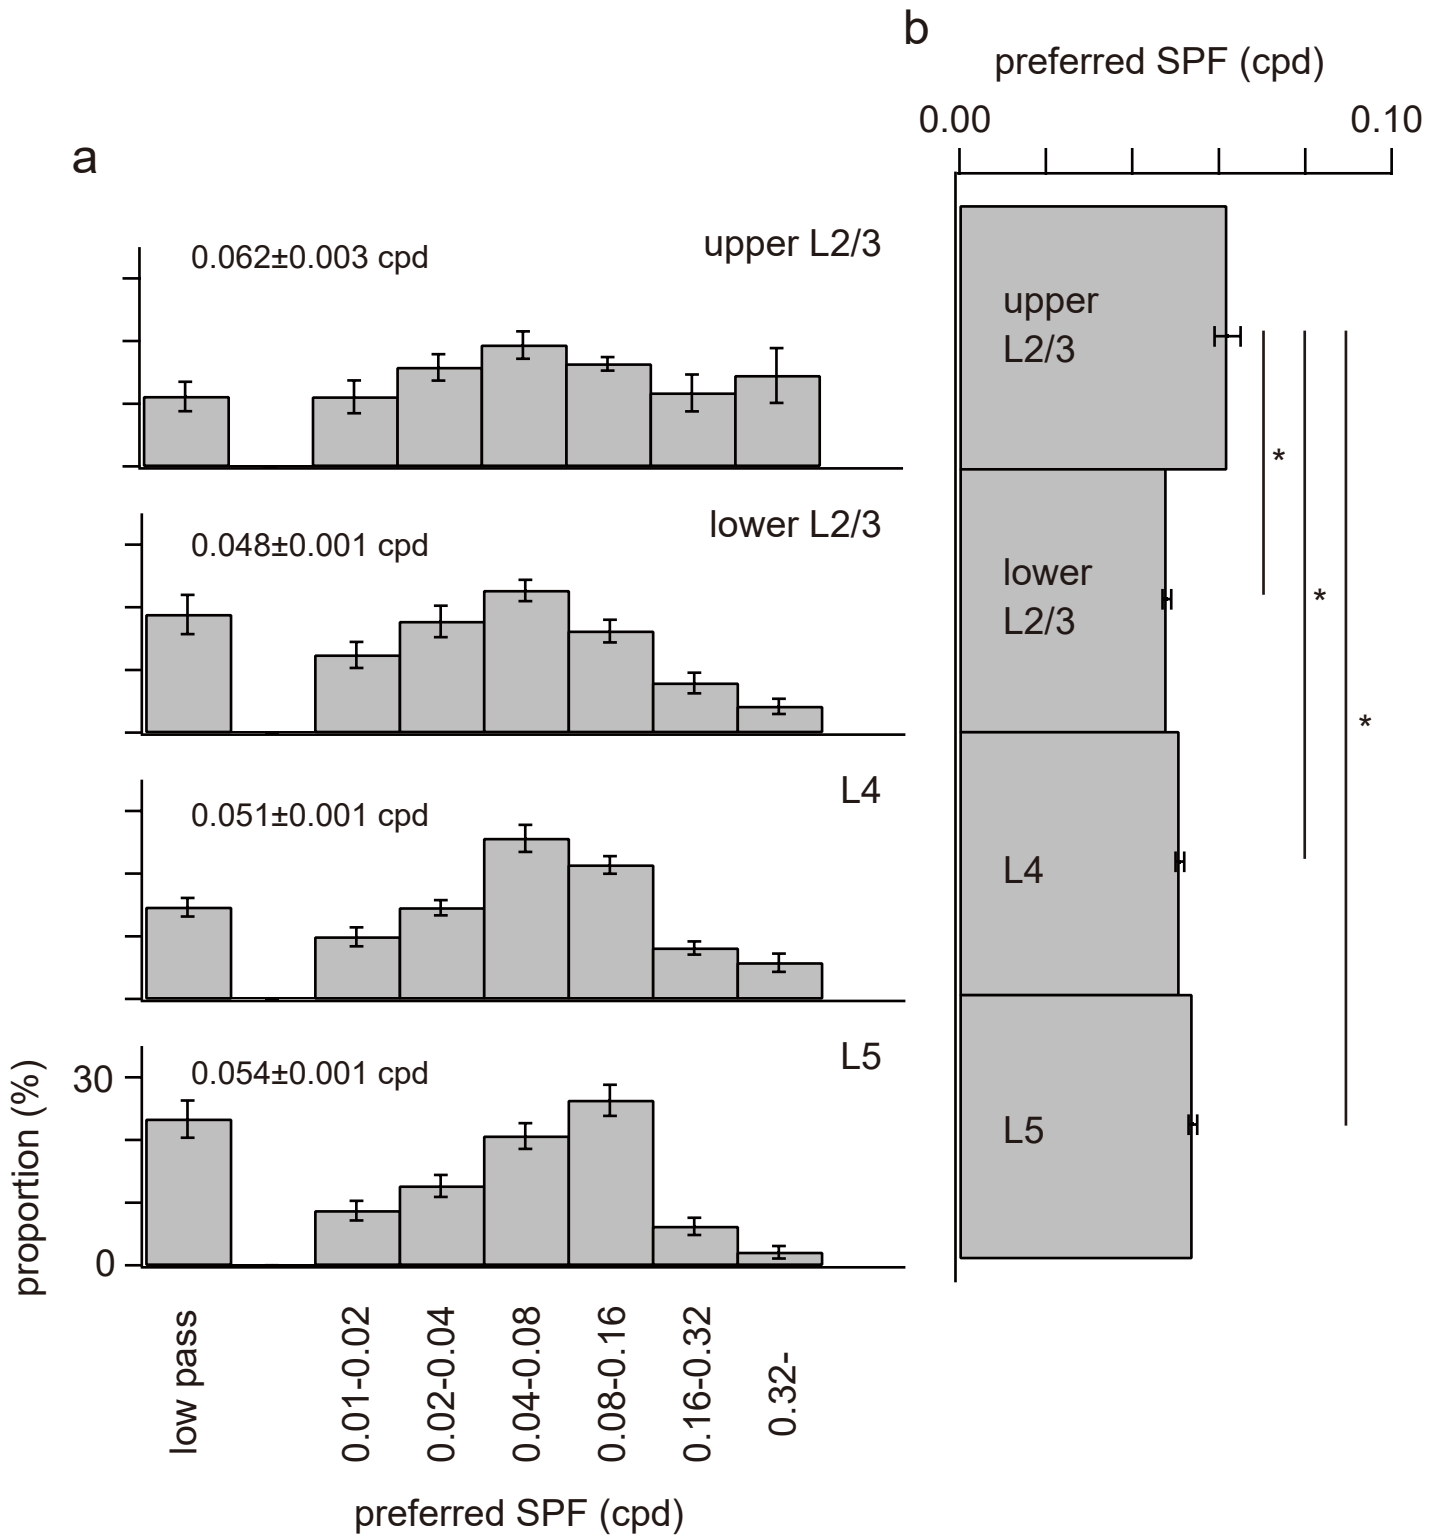 a
0.062±0.003 cpd
upper L2/3
0.048±0.001 cpd
lower L2/3
0.051±0.001 cpd
L4
0.054±0.001 cpd
L5
proportion (%)
30
0
low pass
0.01-0.02
0.02-0.04
0.04-0.08
0.08-0.16
0.16-0.32
0.32-
preferred SPF (cpd)
b
preferred SPF (cpd)
0.00
0.10
upper
L2/3
lower
L2/3
L4
L5
*
*
*